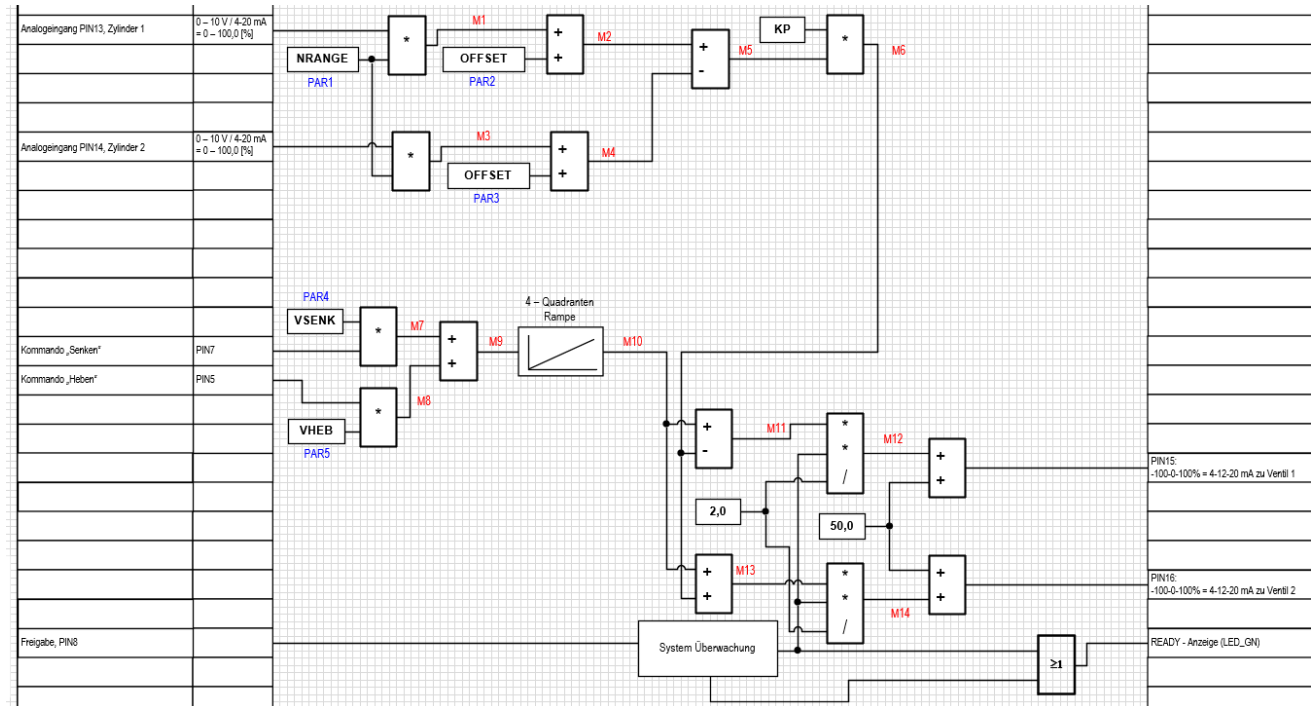 Analogeingang PIN13, Zylinder 1
0 – 10 V / 4-20 mA
= 0 – 100,0 [%]
M1
KP
*
M6
*
+
+
M2
+
-
M5
NRANGE
PAR1
OFFSET
PAR2
Analogeingang PIN14, Zylinder 2
0 – 10 V / 4-20 mA
= 0 – 100,0 [%]
M3
*
+
+
M4
OFFSET
PAR3
PAR4
VSENK
*
M7
4 – Quadranten
Rampe
+
+
M9
M10
Kommando „Senken"
PIN7
Kommando „Heben"
PIN5
*
M8
VHEB
PAR5
+
-
M11
*
*
/
M12
+
+
PIN15:
-100-0-100% = 4-12-20 mA zu Ventil 1
2,0
50,0
+
+
M13
*
*
/
M14
+
+
PIN16:
-100-0-100% = 4-12-20 mA zu Ventil 2
Freigabe, PIN8
System Überwachung
≥1
READY - Anzeige (LED_GN)